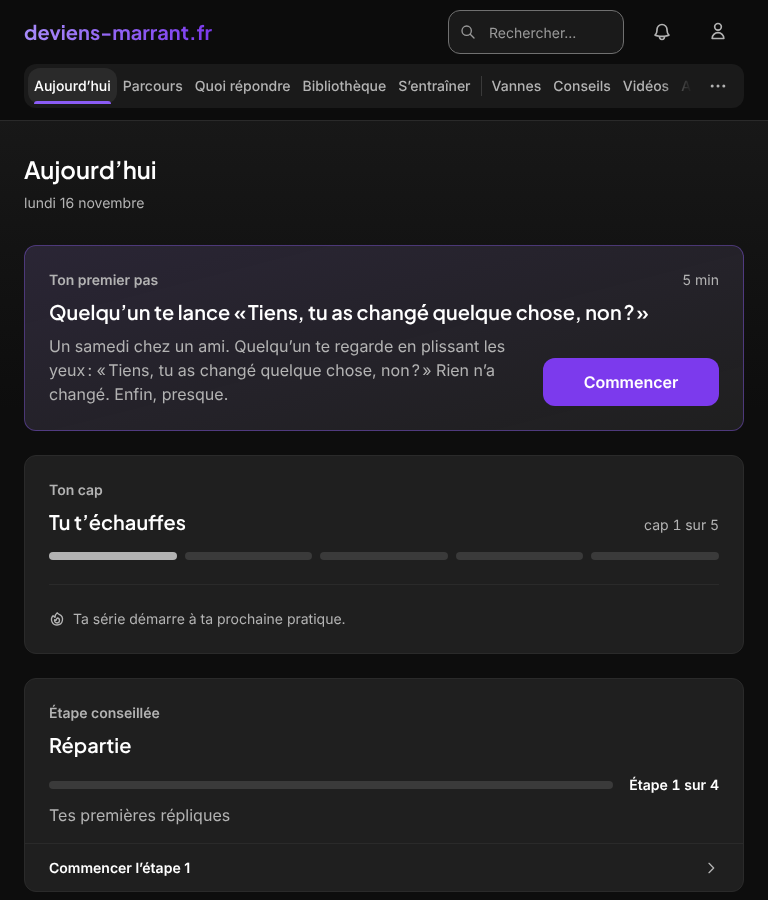 deviens-marrant.fr
Rechercher...
Aujourd’hui Parcours Quoi répondre Bibliothèque S’entraîner Vannes Conseils Vidéos A
Aujourd’hui
lundi 16 novembre
Ton premier pas 5 min
Quelqu’un te lance « Tiens, tu as changé quelque chose, non ? »
Un samedi chez un ami. Quelqu’un te regarde en plissant les
yeux : « Tiens, tu as changé quelque chose, non ? » Rien n’a
changé. Enfin, presque.
Commencer
Ton cap
Tu t’échauffes cap 1 sur 5
Ta série démarre à ta prochaine pratique.
Étape conseillée
Répartie
Étape 1 sur 4
Tes premières répliques
Commencer l’étape 1